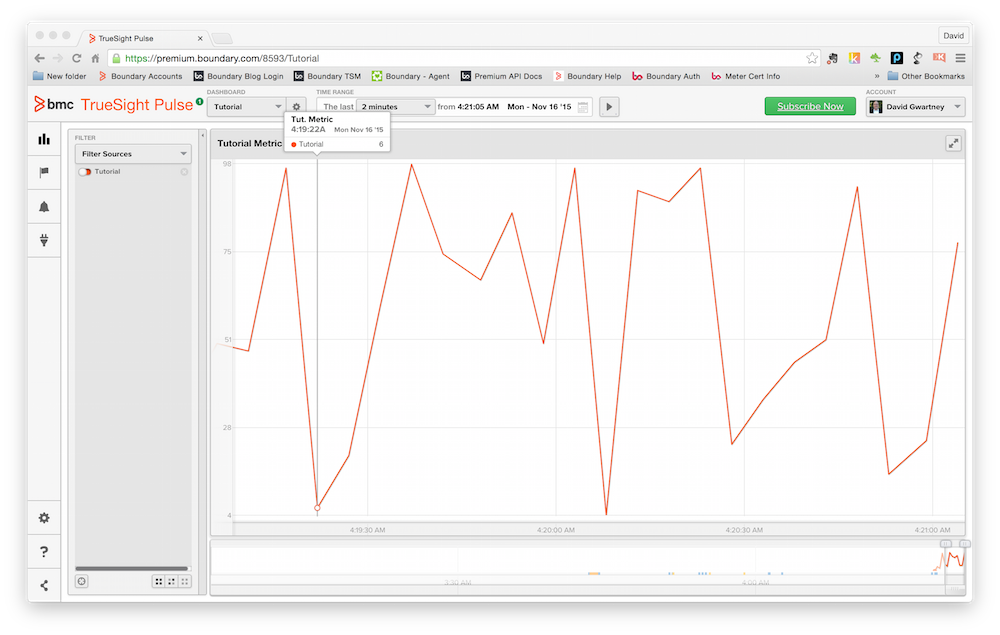 TrueSight Pulse
David
https://premium.boundary.com/8593/Tutorial
New folder Boundary Accounts Boundary Blog Login Boundary TSM Boundary - Agent Premium API Docs Boundary Help Boundary Auth Meter Cert Info » Other Bookmarks
bmc TrueSight Pulse 1
DASHBOARD
Tutorial
TIME RANGE
The last 2 minutes from 4:21:05 AM Mon - Nov 16 '15
Subscribe Now
ACCOUNT
David Gwartney
FILTER
Filter Sources
Tutorial
Tutorial Metric
Tut. Metric
4:19:22A Mon Nov 16 '15
Tutorial 6
98
75
51
28
4
4:19:30 AM 4:20:00 AM 4:20:30 AM 4:21:00 AM
3:30 AM 4:00 AM
?